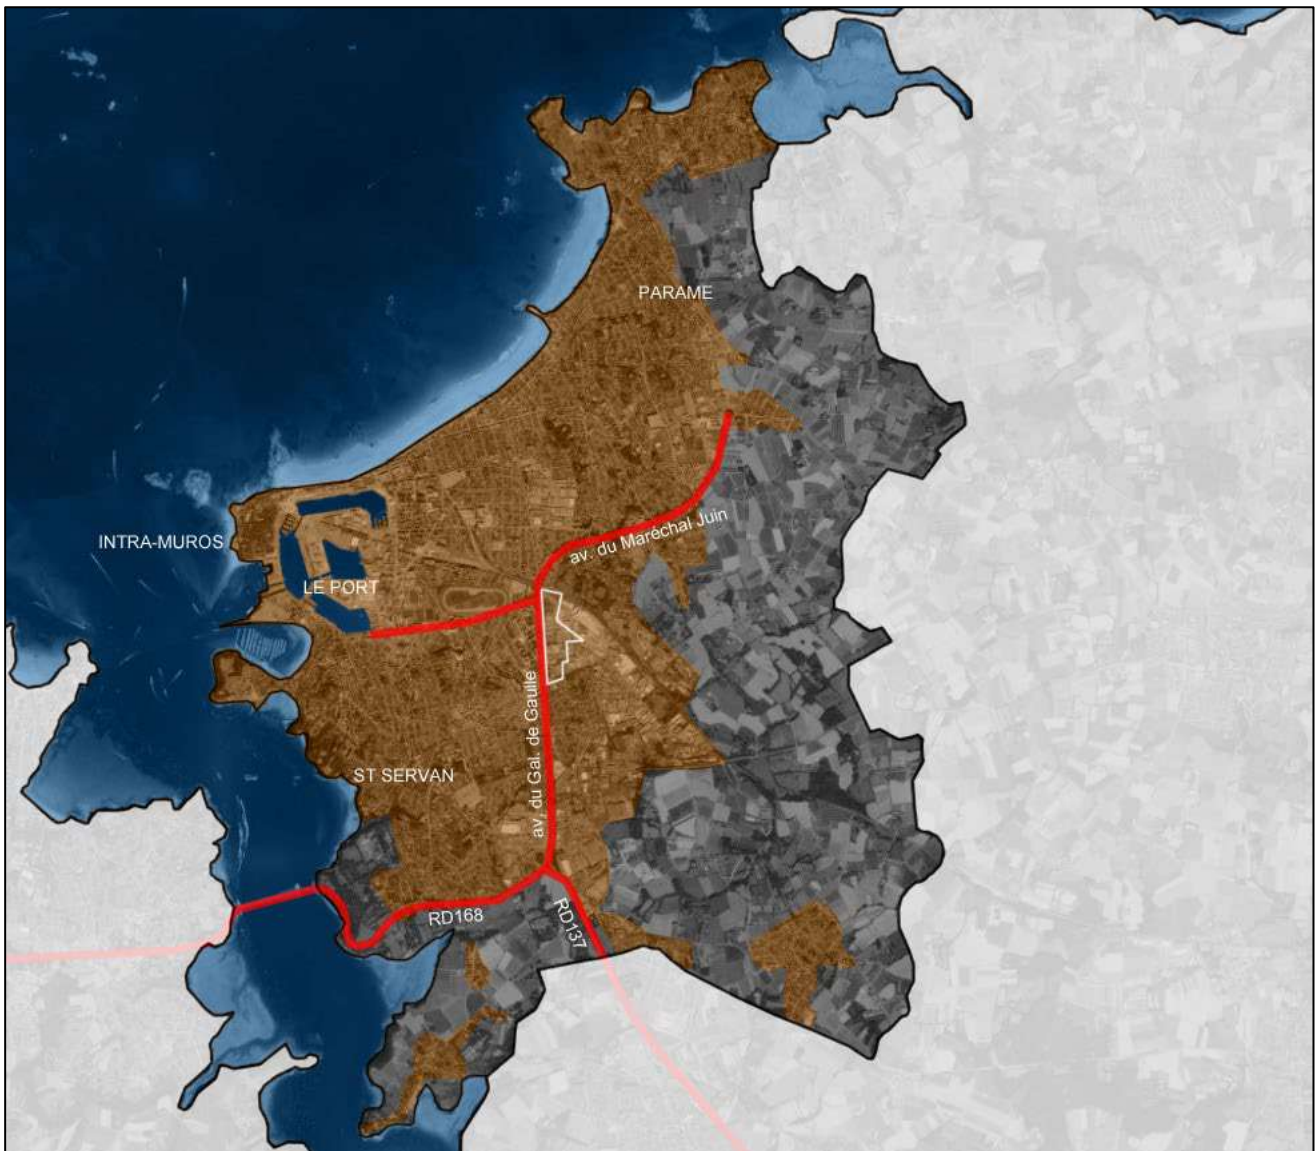 PARAME
INTRA-MUROS
av. du Maréchal Juin
LE PORT
av. du Gal. de Gaulle
ST SERVAN
RD168
RD137